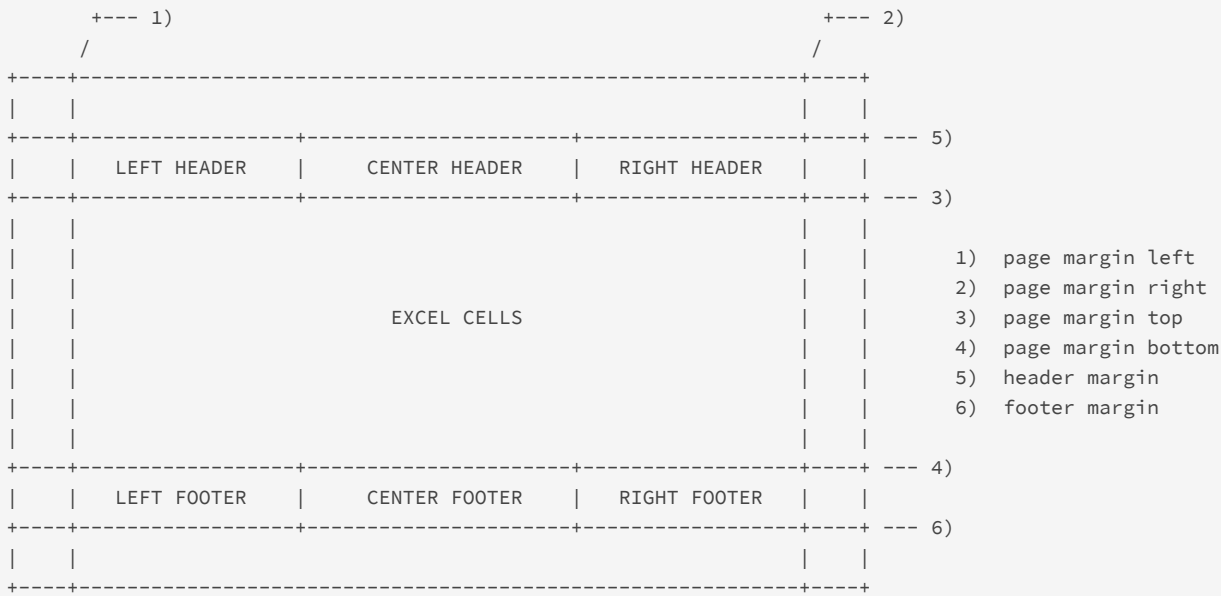 +--- 1) +--- 2)
/ /
+----+------------------------------------------------------------+----+
| | | |
+----+------------------+----------------------+------------------+----+ --- 5)
| | LEFT HEADER | CENTER HEADER | RIGHT HEADER | |
+----+------------------+----------------------+------------------+----+ --- 3)
| | | |
| | | | 1) page margin left
| | | | 2) page margin right
| | EXCEL CELLS | | 3) page margin top
| | | | 4) page margin bottom
| | | | 5) header margin
| | | | 6) footer margin
| | | |
+----+------------------+----------------------+------------------+----+ --- 4)
| | LEFT FOOTER | CENTER FOOTER | RIGHT FOOTER | |
+----+------------------+----------------------+------------------+----+ --- 6)
| | | |
+----+------------------------------------------------------------+----+